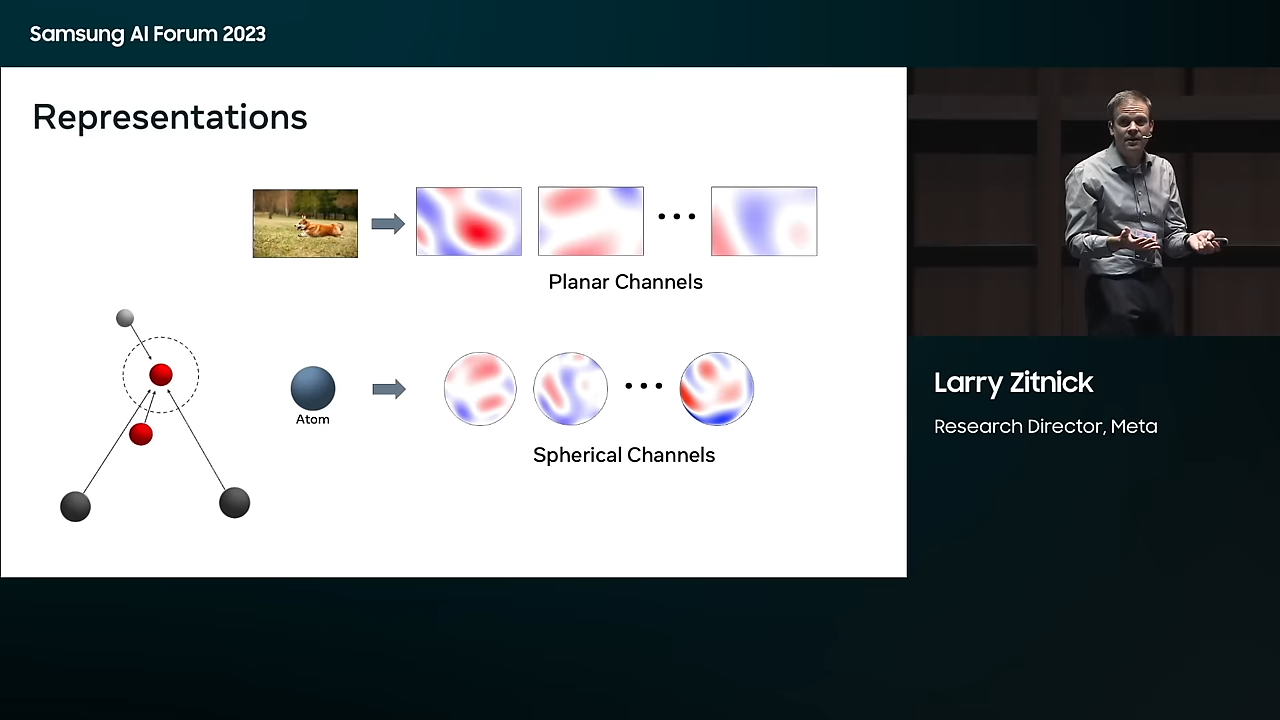 Samsung AI Forum 2023
Representations
Planar Channels
Atom
Spherical Channels
Larry Zitnick
Research Director, Meta